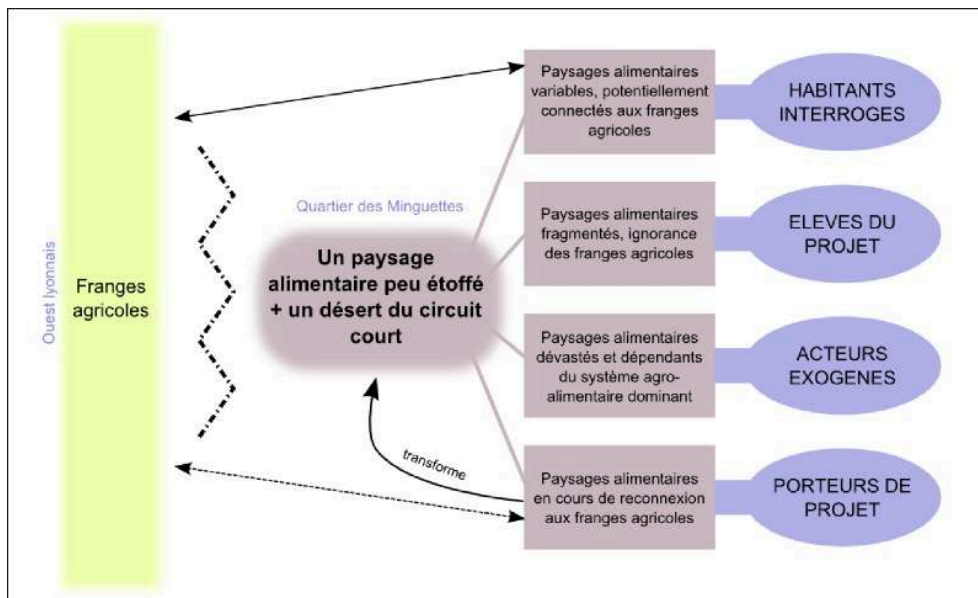 Ouest lyonnais
Franges
agricoles
Quartier des Minguettes
Un paysage
alimentaire peu étoffé
+ un désert du circuit
court
transforme
Paysages alimentaires
variables, potentiellement
connectés aux franges
agricoles
HABITANTS
INTERROGES
Paysages alimentaires
fragmentés, ignorance
des franges agricoles
ELEVES DU
PROJET
Paysages alimentaires
dévastés et dépendants
du système agro-
alimentaire dominant
ACTEURS
EXOGENES
Paysages alimentaires
en cours de reconnexion
aux franges agricoles
PORTEURS DE
PROJET